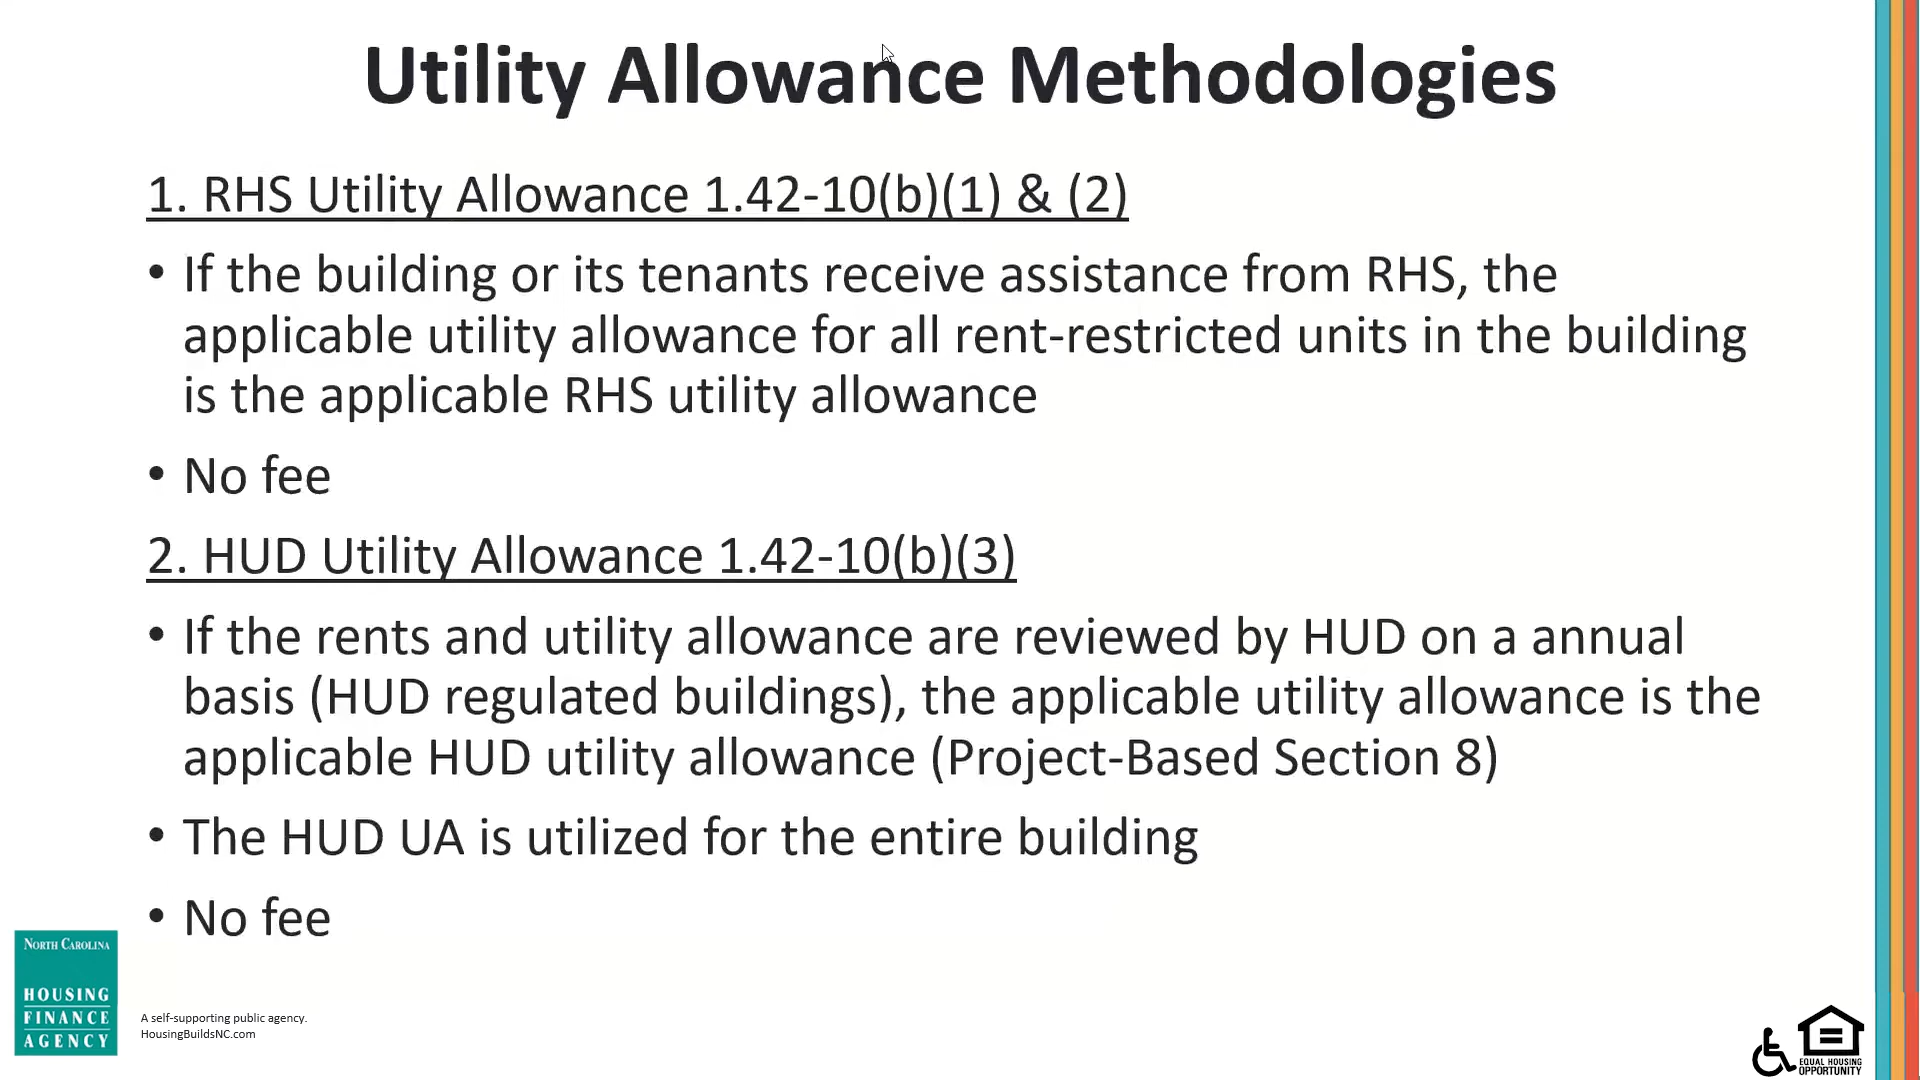 Utility Allowance Methodologies
1. RHS Utility Allowance 1.42-10(b)(1) & (2)
• If the building or its tenants receive assistance from RHS, the
applicable utility allowance for all rent-restricted units in the building
is the applicable RHS utility allowance
• No fee
2. HUD Utility Allowance 1.42-10(b)(3)
• If the rents and utility allowance are reviewed by HUD on a annual
basis (HUD regulated buildings), the applicable utility allowance is the
applicable HUD utility allowance (Project-Based Section 8)
• The HUD UA is utilized for the entire building
• No fee
NORTH CAROLINA
HOUSING
FINANCE
AGENCY
A self-supporting public agency.
HousingBuildsNC.com
EQUAL HOUSING
OPPORTUNITY